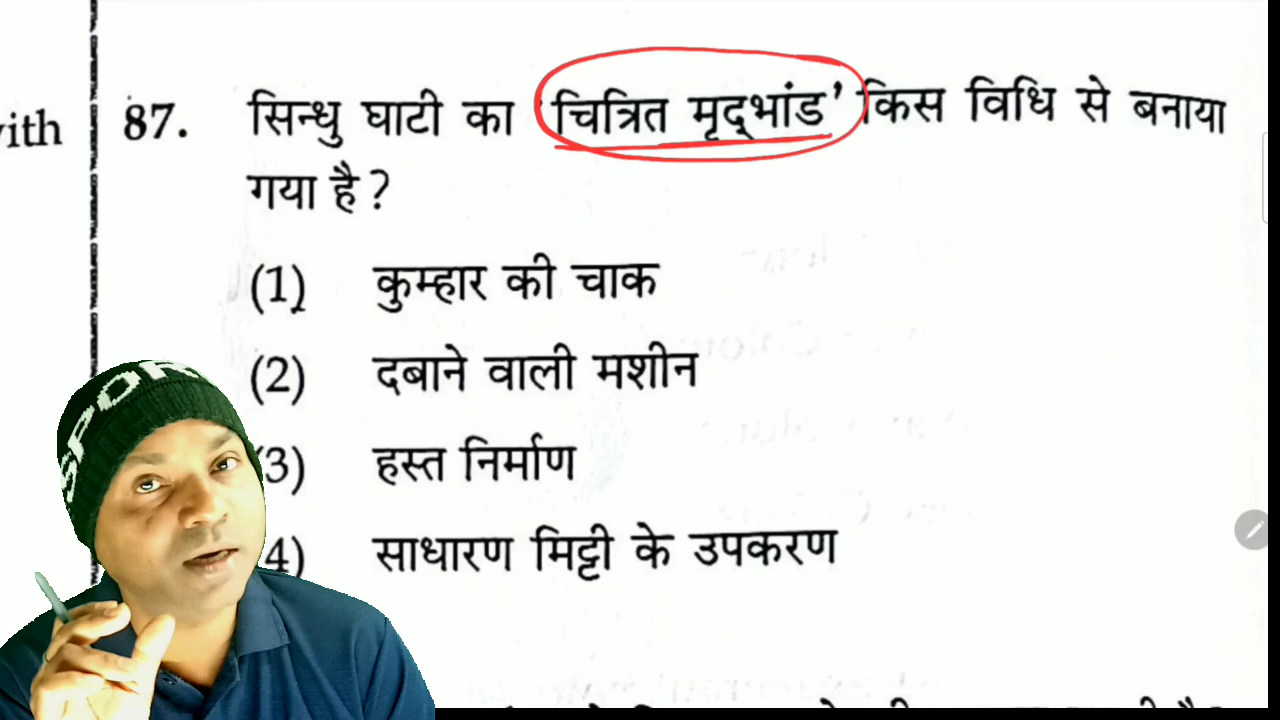 with 87. सिन्धु घाटी का 'चित्रित मृद्‌भांड' किस विधि से बनाया
गया है ?
(1) कुम्हार की चाक
(2) दबाने वाली मशीन
(3) हस्त निर्माण
(4) साधारण मिट्टी के उपकरण
SPOR